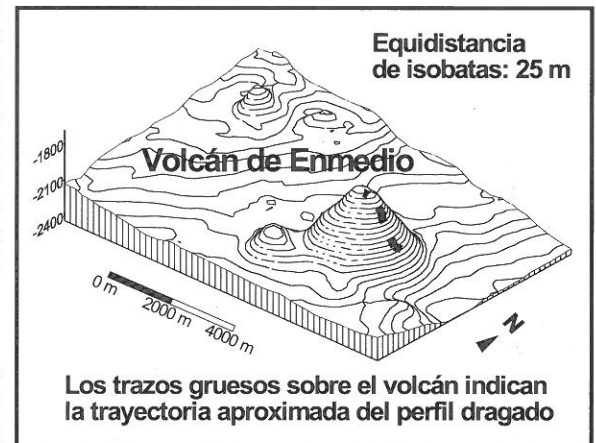 Equidistancia
de isobatas: 25 m
Volcán de Enmedio
-1800
-2100
-2400
0 m
2000 m
4000 m
N
Los trazos gruesos sobre el volcán indican
la trayectoria aproximada del perfil dragado